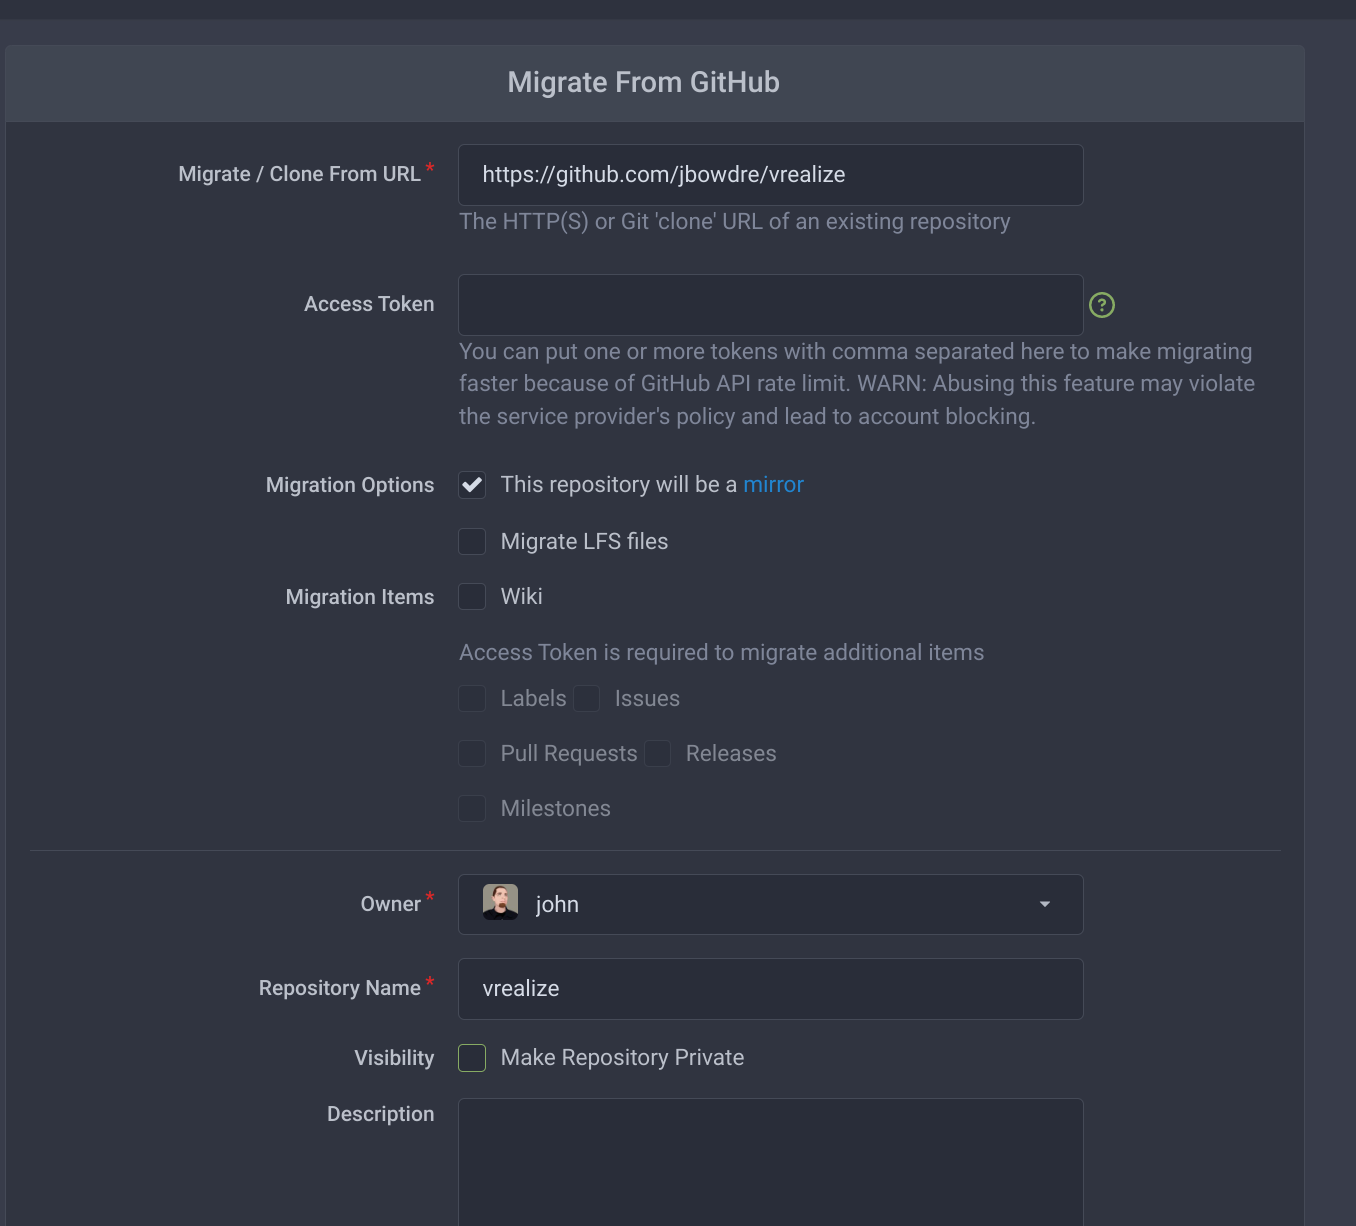 Migrate From GitHub
Migrate / Clone From URL *
https://github.com/jbowdre/vrealize
The HTTP(S) or Git 'clone' URL of an existing repository
Access Token
?
You can put one or more tokens with comma separated here to make migrating
faster because of GitHub API rate limit. WARN: Abusing this feature may violate
the service provider's policy and lead to account blocking.
Migration Options
This repository will be a mirror
Migrate LFS files
Migration Items
Wiki
Access Token is required to migrate additional items
Labels Issues
Pull Requests Releases
Milestones
Owner *
john
Repository Name *
vrealize
Visibility
Make Repository Private
Description